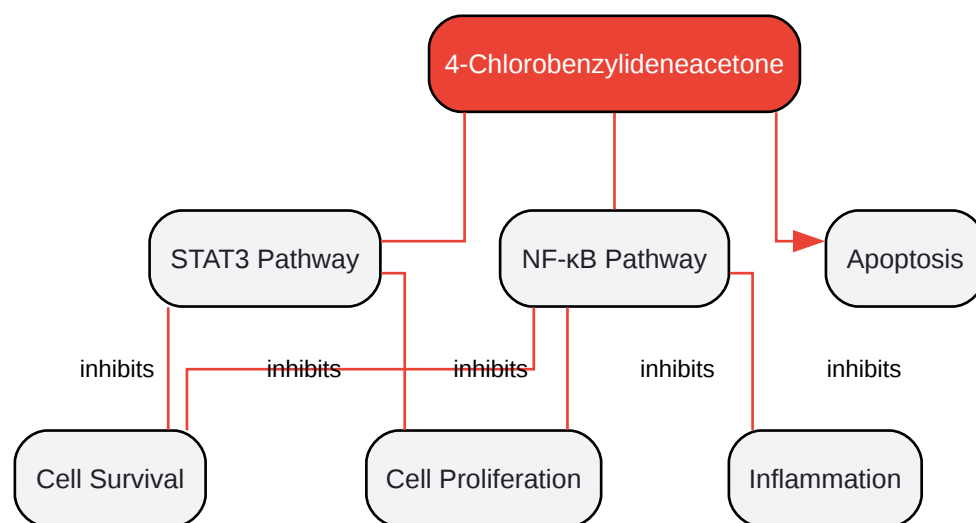 4-Chlorobenzylideneacetone
STAT3 Pathway
NF-κB Pathway
Apoptosis
inhibits
inhibits
inhibits
inhibits
inhibits
Cell Survival
Cell Proliferation
Inflammation